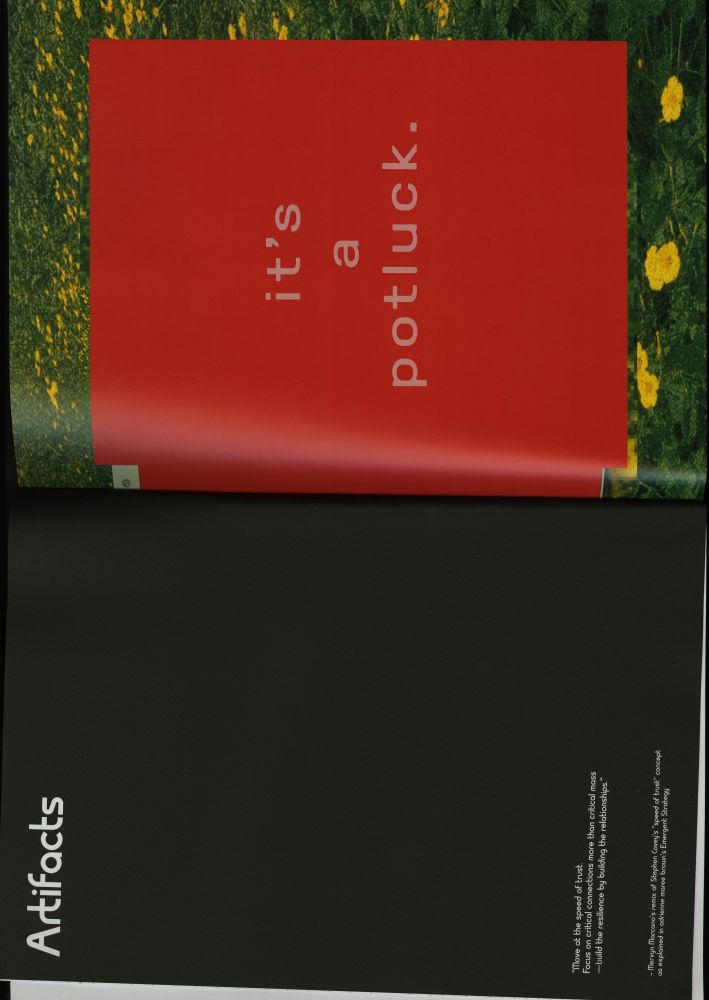 Artifacts
"Move at the speed of trust.
Focus on critical connections more than critical mass
—build the resilience by building the relationships."
- Mervyn Marcano's remix of Stephen Covey's "speed of trust" concept
as explained in adrienne maree brown's Emergent Strategy
it's
a
potluck.